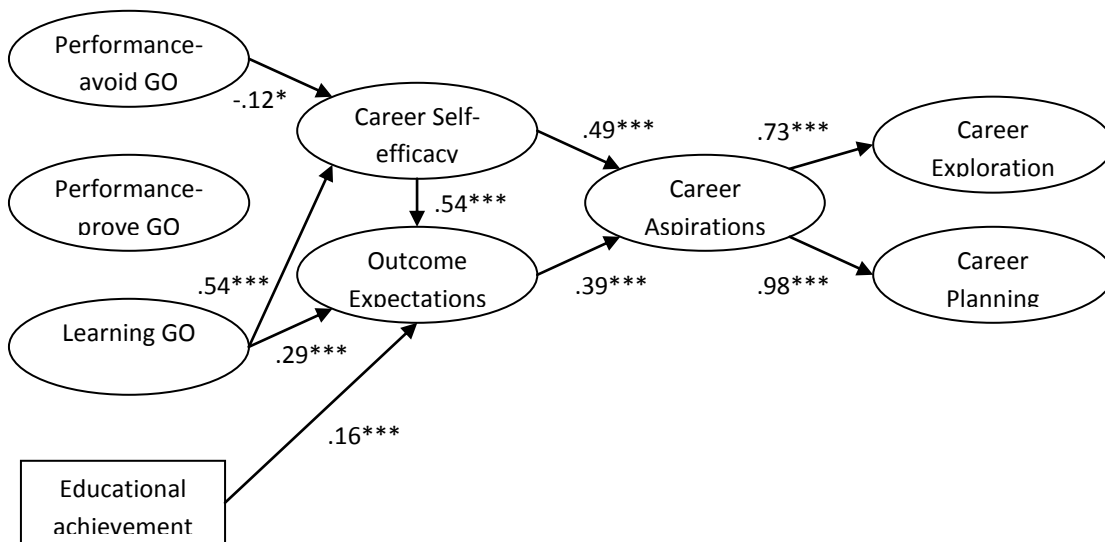 Performance-
avoid GO
-.12*
Career Self-
efficacy
.49***
.73***
Career
Exploration
Performance-
prove GO
.54***
Career
Aspirations
.54***
Outcome
Expectations
.39***
.98***
Career
Planning
Learning GO
.29***
.16***
Educational
achievement